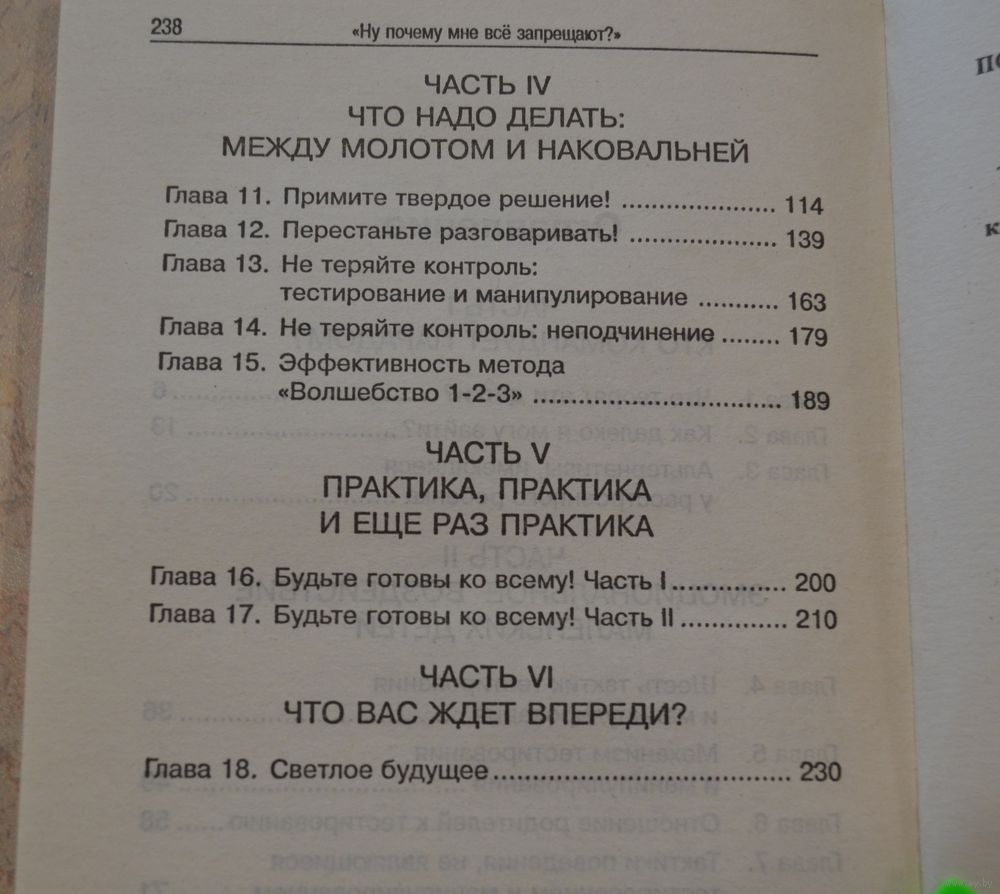 238 «Ну почему мне всё запрещают?»
ЧАСТЬ IV
ЧТО НАДО ДЕЛАТЬ:
МЕЖДУ МОЛОТОМ И НАКОВАЛЬНЕЙ
Глава 11. Примите твердое решение! ..................... 114
Глава 12. Перестаньте разговаривать! .................... 139
Глава 13. Не теряйте контроль:
тестирование и манипулирование ........... 163
Глава 14. Не теряйте контроль: неподчинение ........ 179
Глава 15. Эффективность метода
«Волшебство 1-2-3» ................................... 189
ЧАСТЬ V
ПРАКТИКА, ПРАКТИКА
И ЕЩЕ РАЗ ПРАКТИКА
Глава 16. Будьте готовы ко всему! Часть I ................ 200
Глава 17. Будьте готовы ко всему! Часть II ............... 210
ЧАСТЬ VI
ЧТО ВАС ЖДЕТ ВПЕРЕДИ?
Глава 18. Светлое будущее ......................................... 230